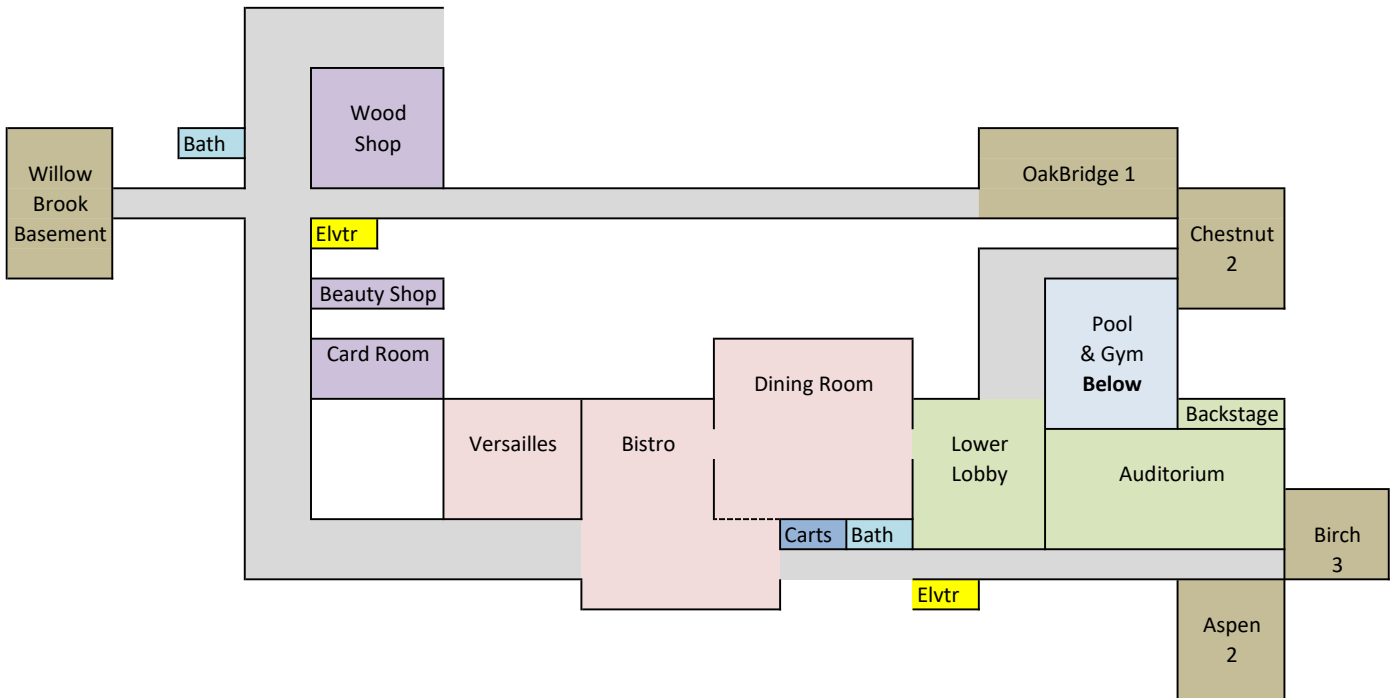 Wood
Shop
Bath
Willow
Brook
Basement
OakBridge 1
Elvtr
Chestnut
2
Beauty Shop
Card Room
Pool
& Gym
Below
Dining Room
Backstage
Versailles
Bistro
Lower
Lobby
Auditorium
Carts
Bath
Birch
3
Elvtr
Aspen
2